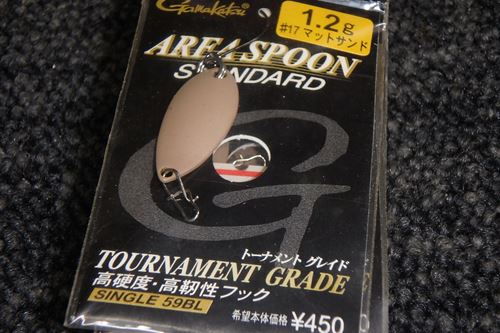 Gamakatsu
1.2g
#17 マットサンド
AREA SPOON
STANDARD
G
トーナメント グレイド
TOURNAMENT GRADE
高硬度・高靭性フック
SINGLE 59BL
希望本体価格 ¥450